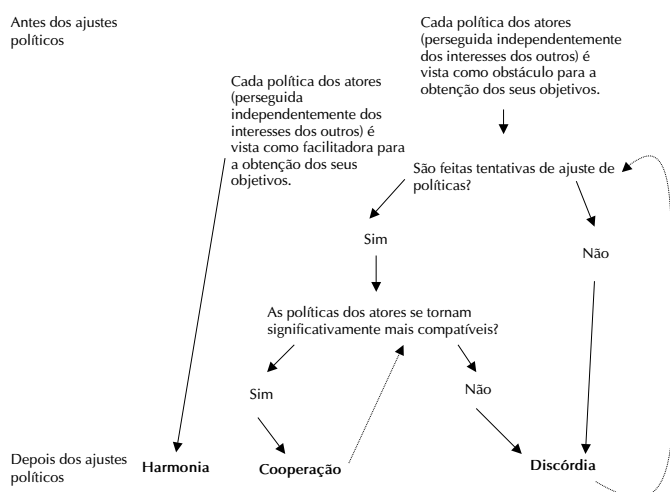 Antes dos ajustes
políticos
Cada política dos atores
(perseguida independentemente
dos interesses dos outros) é
vista como obstáculo para a
obtenção dos seus objetivos.
Cada política dos atores
(perseguida
independentemente dos
interesses dos outros) é
vista como facilitadora para
a obtenção dos seus
objetivos.
São feitas tentativas de ajuste de
políticas?
Sim
Não
As políticas dos atores se tornam
significativamente mais compatíveis?
Sim
Não
Depois dos ajustes
políticos
Harmonia
Cooperação
Discórdia